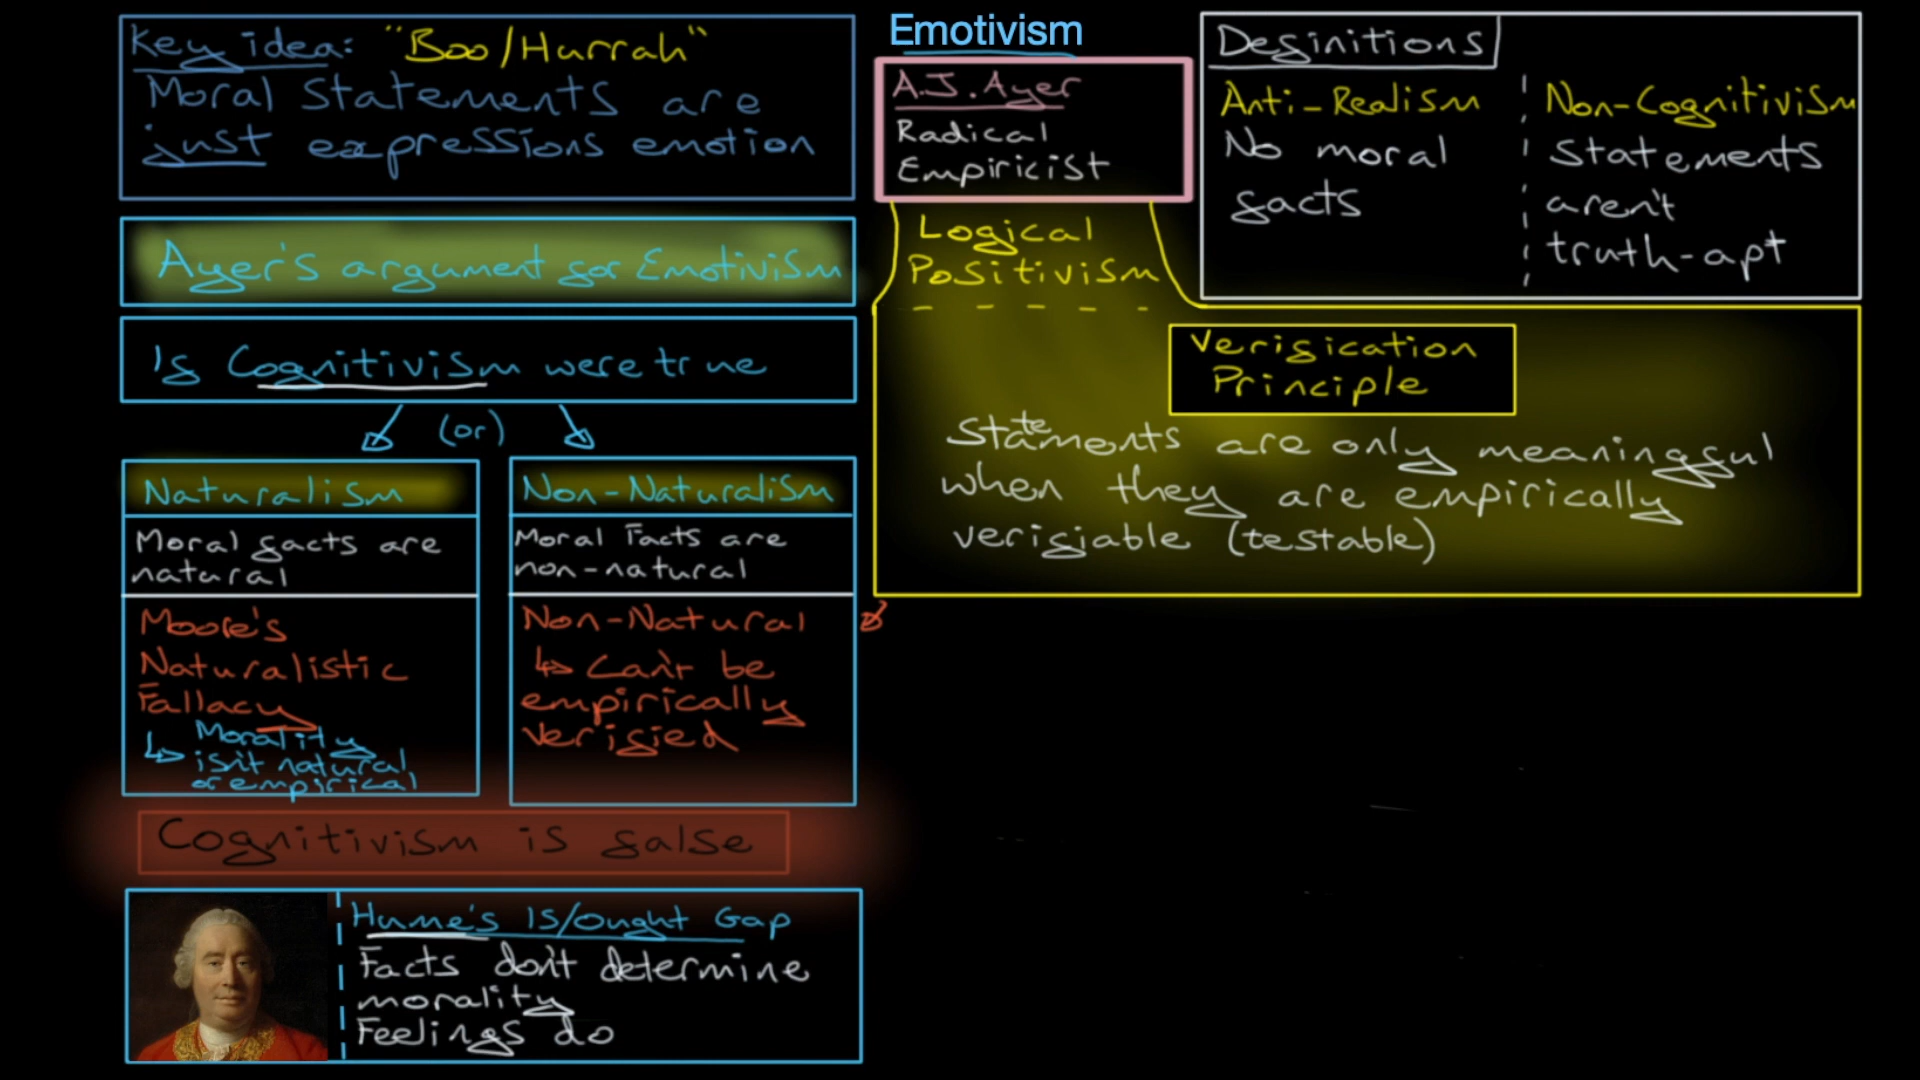 Key idea: "Boo/Hurrah"
Moral Statements are
just expressions emotion
Ayer's argument for Emotivism
If Cognitivism were true
(or)
Naturalism
Moral facts are
natural
Moore's
Naturalistic
Fallacy
↳ Morality
isn't natural
or empirical
Non-Naturalism
Moral Facts are
non-natural
Non-Natural
↳ Can't be
empirically
verified
Cognitivism is false
Hume's IS/Ought Gap
Facts don't determine
morality
Feelings do
Emotivism
A.J. Ayer
Radical
Empiricist
Logical
Positivism
Verification
Principle
Statements are only meaningful
when they are empirically
verifiable (testable)
Definitions
Anti-Realism
No moral
facts
Non-Cognitivism
Statements
aren't
truth-apt